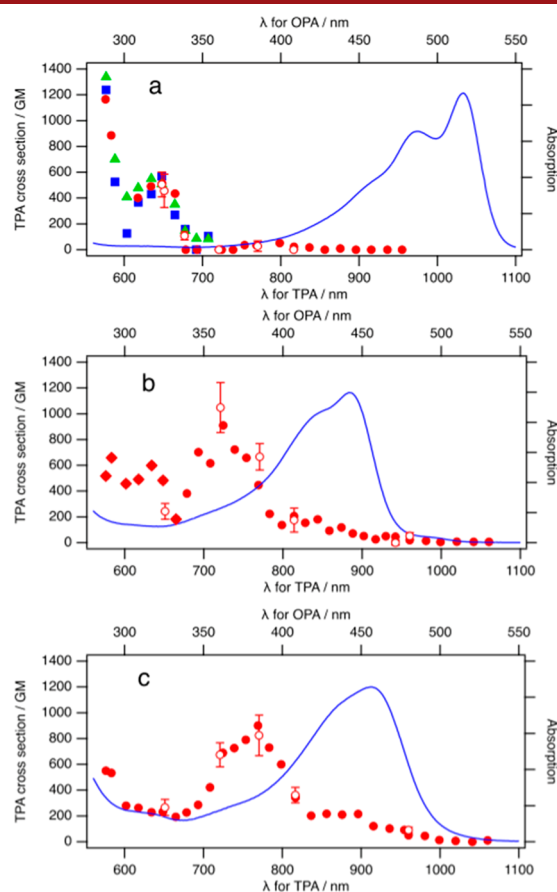 λ for OPA / nm
300 350 400 450 500 550
1400
1200
1000
800
600
400
200
0
TPA cross section / GM
a
Absorption
600 700 800 900 1000 1100
λ for TPA / nm
λ for OPA / nm
300 350 400 450 500 550
1400
1200
1000
800
600
400
200
0
TPA cross section / GM
b
Absorption
600 700 800 900 1000 1100
λ for TPA / nm
λ for OPA / nm
300 350 400 450 500 550
1400
1200
1000
800
600
400
200
0
TPA cross section / GM
c
Absorption
600 700 800 900 1000 1100
λ for TPA / nm